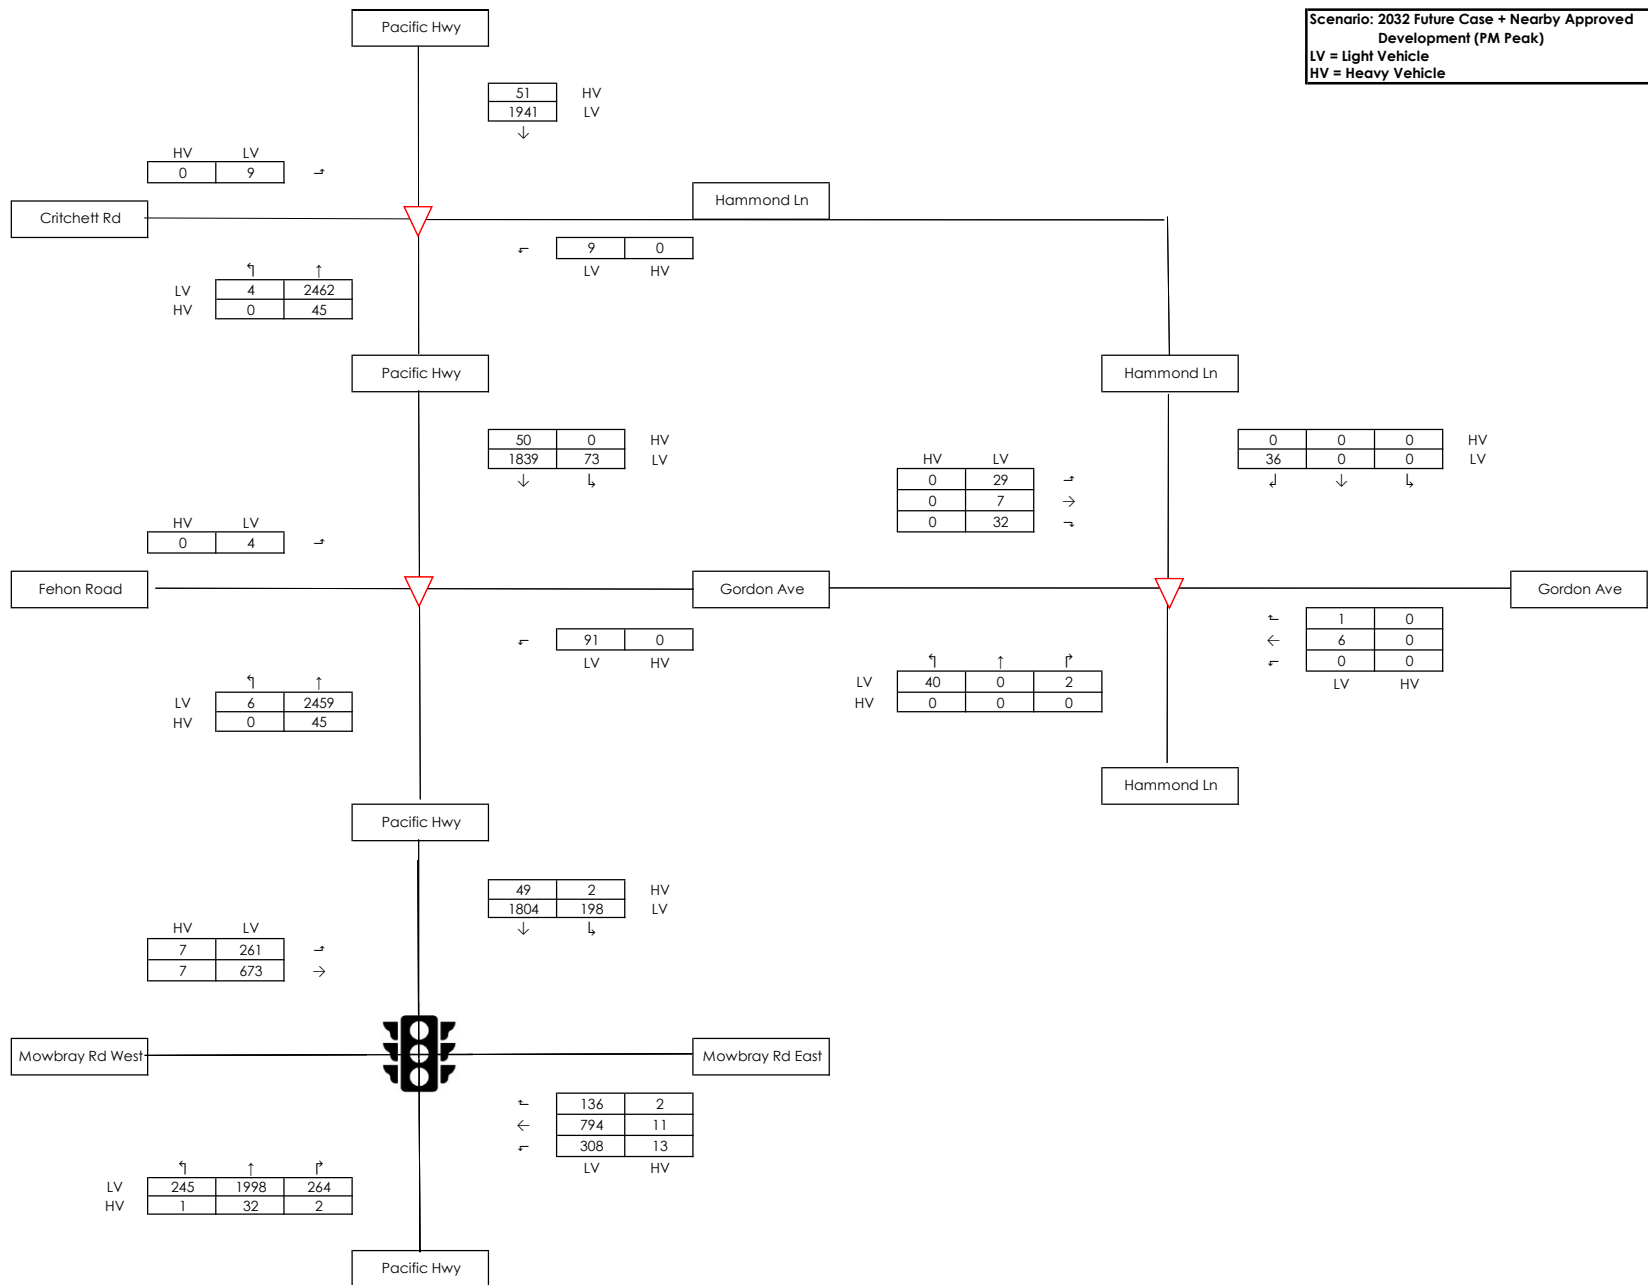 Pacific Hwy
Scenario: 2032 Future Case + Nearby Approved
Development (PM Peak)
LV = Light Vehicle
HV = Heavy Vehicle
51 HV
1941 LV
↓
HV LV
0 9 ⬏
Critchett Rd
Hammond Ln
9 0
LV HV
↰ ↑
LV 4 2462
HV 0 45
Pacific Hwy
Hammond Ln
50 0 HV
1839 73 LV
↓ ↳
0 0 0 HV
36 0 0 LV
↲ ↓ ↳
HV LV
0 29
0 7 →
0 32
HV LV
0 4
Fehon Road
Gordon Ave
Gordon Ave
91 0
LV HV
1 0
← 6 0
0 0
LV HV
↰ ↑ ↱
LV 40 0 2
HV 0 0 0
↰ ↑
LV 6 2459
HV 0 45
Hammond Ln
Pacific Hwy
49 2 HV
1804 198 LV
↓ ↳
HV LV
7 261
7 673 →
Mowbray Rd West
Mowbray Rd East
136 2
← 794 11
308 13
LV HV
↰ ↑ ↱
LV 245 1998 264
HV 1 32 2
Pacific Hwy